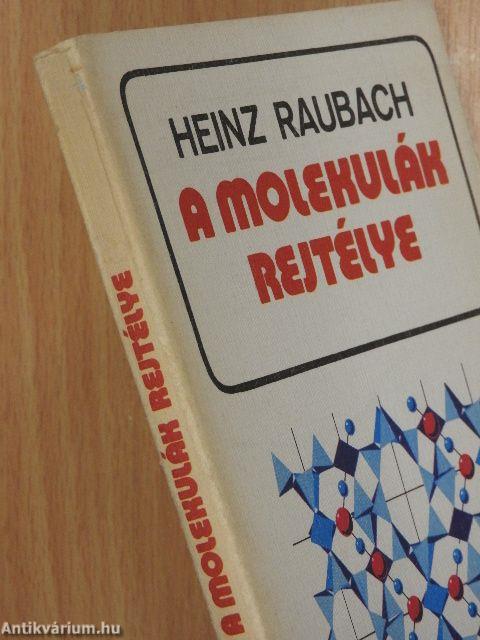 HEINZ RAUBACH
A MOLEKULÁK
REJTÉLYE
A MOLEKULÁK REJTÉLYE
Antikvárium.hu